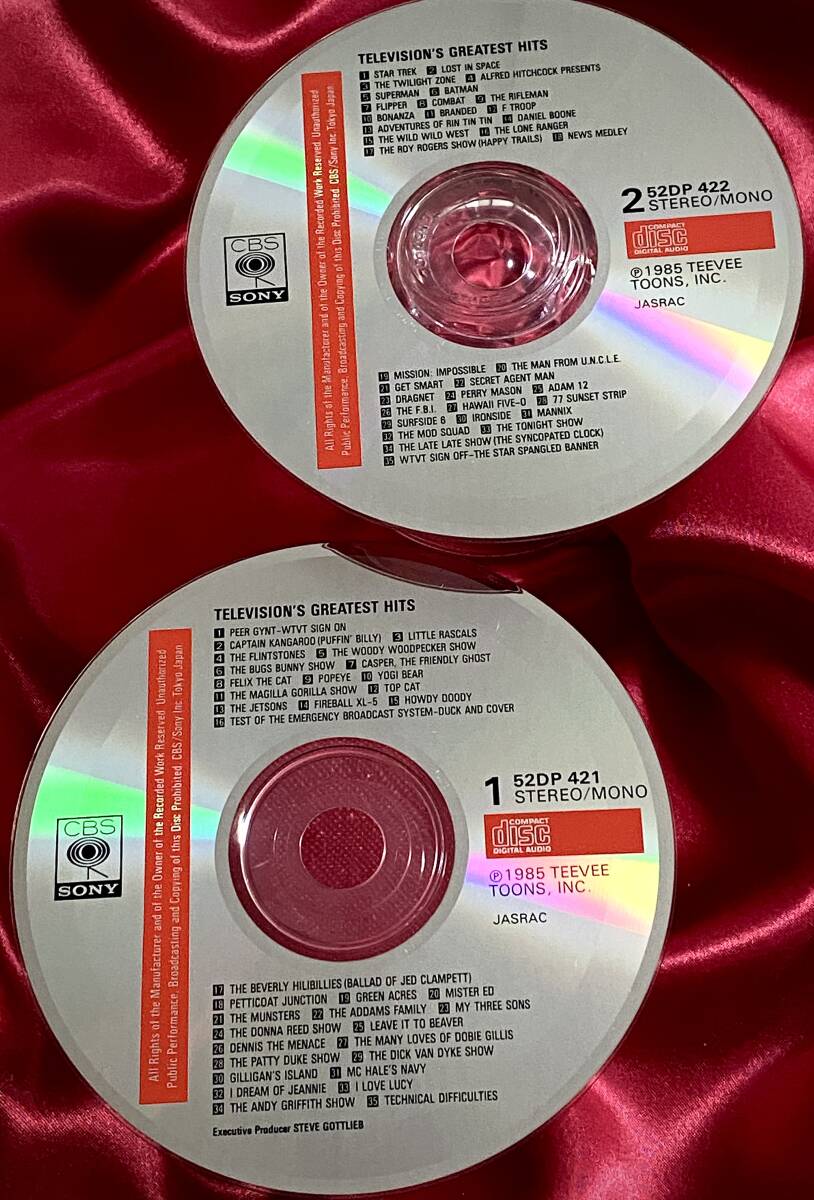 TELEVISION'S GREATEST HITS
1 STAR TREK 2 LOST IN SPACE
3 THE TWILIGHT ZONE 4 ALFRED HITCHCOCK PRESENTS
5 SUPERMAN 6 BATMAN
7 FLIPPER 8 COMBAT 9 THE RIFLEMAN
10 BONANZA 11 BRANDED 12 F TROOP
13 ADVENTURES OF RIN TIN TIN 14 DANIEL BOONE
15 THE WILD WILD WEST 16 THE LONE RANGER
17 THE ROY ROGERS SHOW (HAPPY TRAILS) 18 NEWS MEDLEY
All Rights of the Manufacturer and of the Owner of the Recorded Work Reserved. Unauthorized
Public Performance, Broadcasting and Copying of this Disc Prohibited. CBS/Sony Inc. Tokyo Japan
CBS
SONY
2 52DP 422
STEREO/MONO
COMPACT
disc
DIGITAL AUDIO
℗1985 TEEVEE
TOONS, INC.
JASRAC
19 MISSION: IMPOSSIBLE 20 THE MAN FROM U.N.C.L.E.
21 GET SMART 22 SECRET AGENT MAN
23 DRAGNET 24 PERRY MASON 25 ADAM 12
26 THE F.B.I. 27 HAWAII FIVE-O 28 77 SUNSET STRIP
29 SURFSIDE 6 30 IRONSIDE 31 MANNIX
32 THE MOD SQUAD 33 THE TONIGHT SHOW
34 THE LATE LATE SHOW (THE SYNCOPATED CLOCK)
35 WTVT SIGN OFF-THE STAR SPANGLED BANNER
TELEVISION'S GREATEST HITS
1 PEER GYNT-WTVT SIGN ON
2 CAPTAIN KANGAROO (PUFFIN' BILLY) 3 LITTLE RASCALS
4 THE FLINTSTONES 5 THE WOODY WOODPECKER SHOW
6 THE BUGS BUNNY SHOW 7 CASPER, THE FRIENDLY GHOST
8 FELIX THE CAT 9 POPEYE 10 YOGI BEAR
11 THE MAGILLA GORILLA SHOW 12 TOP CAT
13 THE JETSONS 14 FIREBALL XL-5 15 HOWDY DOODY
16 TEST OF THE EMERGENCY BROADCAST SYSTEM-DUCK AND COVER
All Rights of the Manufacturer and of the Owner of the Recorded Work Reserved. Unauthorized
Public Performance, Broadcasting and Copying of this Disc Prohibited. CBS/Sony Inc. Tokyo Japan
CBS
SONY
1 52DP 421
STEREO/MONO
COMPACT
disc
DIGITAL AUDIO
℗1985 TEEVEE
TOONS, INC.
JASRAC
17 THE BEVERLY HILIBILLIES (BALLAD OF JED CLAMPETT)
18 PETTICOAT JUNCTION 19 GREEN ACRES 20 MISTER ED
21 THE MUNSTERS 22 THE ADDAMS FAMILY 23 MY THREE SONS
24 THE DONNA REED SHOW 25 LEAVE IT TO BEAVER
26 DENNIS THE MENACE 27 THE MANY LOVES OF DOBIE GILLIS
28 THE PATTY DUKE SHOW 29 THE DICK VAN DYKE SHOW
30 GILLIGAN'S ISLAND 31 MC HALE'S NAVY
32 I DREAM OF JEANNIE 33 I LOVE LUCY
34 THE ANDY GRIFFITH SHOW 35 TECHNICAL DIFFICULTIES
Executive Producer STEVE GOTTLIEB